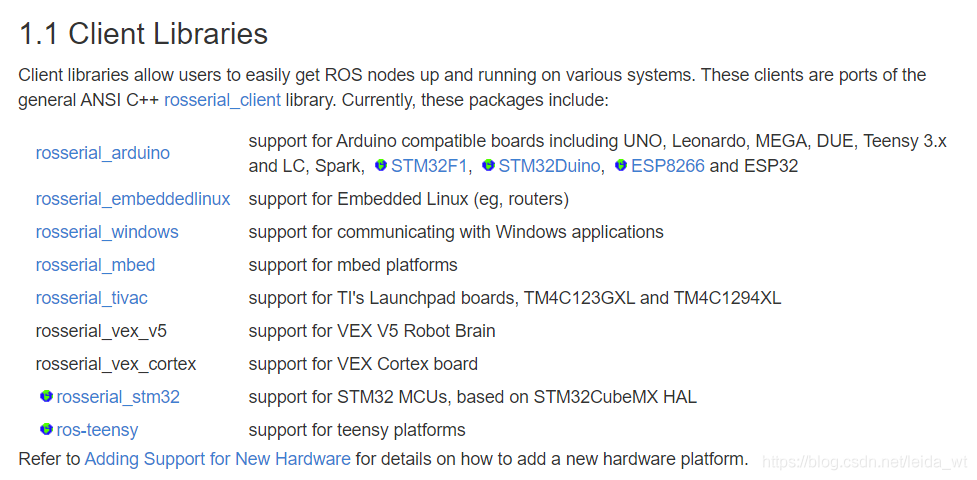 1.1 Client Libraries
Client libraries allow users to easily get ROS nodes up and running on various systems. These clients are ports of the
general ANSI C++ rosserial_client library. Currently, these packages include:
rosserial_arduino support for Arduino compatible boards including UNO, Leonardo, MEGA, DUE, Teensy 3.x
and LC, Spark, STM32F1, STM32Duino, ESP8266 and ESP32
rosserial_embeddedlinux support for Embedded Linux (eg, routers)
rosserial_windows support for communicating with Windows applications
rosserial_mbed support for mbed platforms
rosserial_tivac support for TI's Launchpad boards, TM4C123GXL and TM4C1294XL
rosserial_vex_v5 support for VEX V5 Robot Brain
rosserial_vex_cortex support for VEX Cortex board
rosserial_stm32 support for STM32 MCUs, based on STM32CubeMX HAL
ros-teensy support for teensy platforms
Refer to Adding Support for New Hardware for details on how to add a new hardware platform.
https://blog.csdn.net/leida_wt